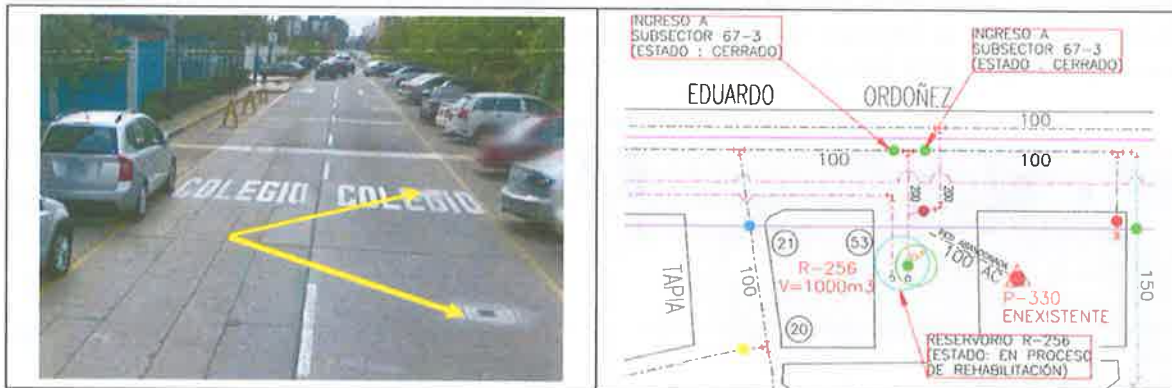 COLEGIO COLEGIO
INGRESO A
SUBSECTOR 67-3
(ESTADO : CERRADO)
INGRESO A
SUBSECTOR 67-3
(ESTADO . CERRADO)
EDUARDO ORDOÑEZ
100
100
100
200
200
TAPIA
100
21
53
R-256
V=1000m3
20
100 AC
P-330
ENEXISTENTE
150
RESERVORIO R-256
(ESTADO: EN PROCESO
DE REHABILITACIÓN)